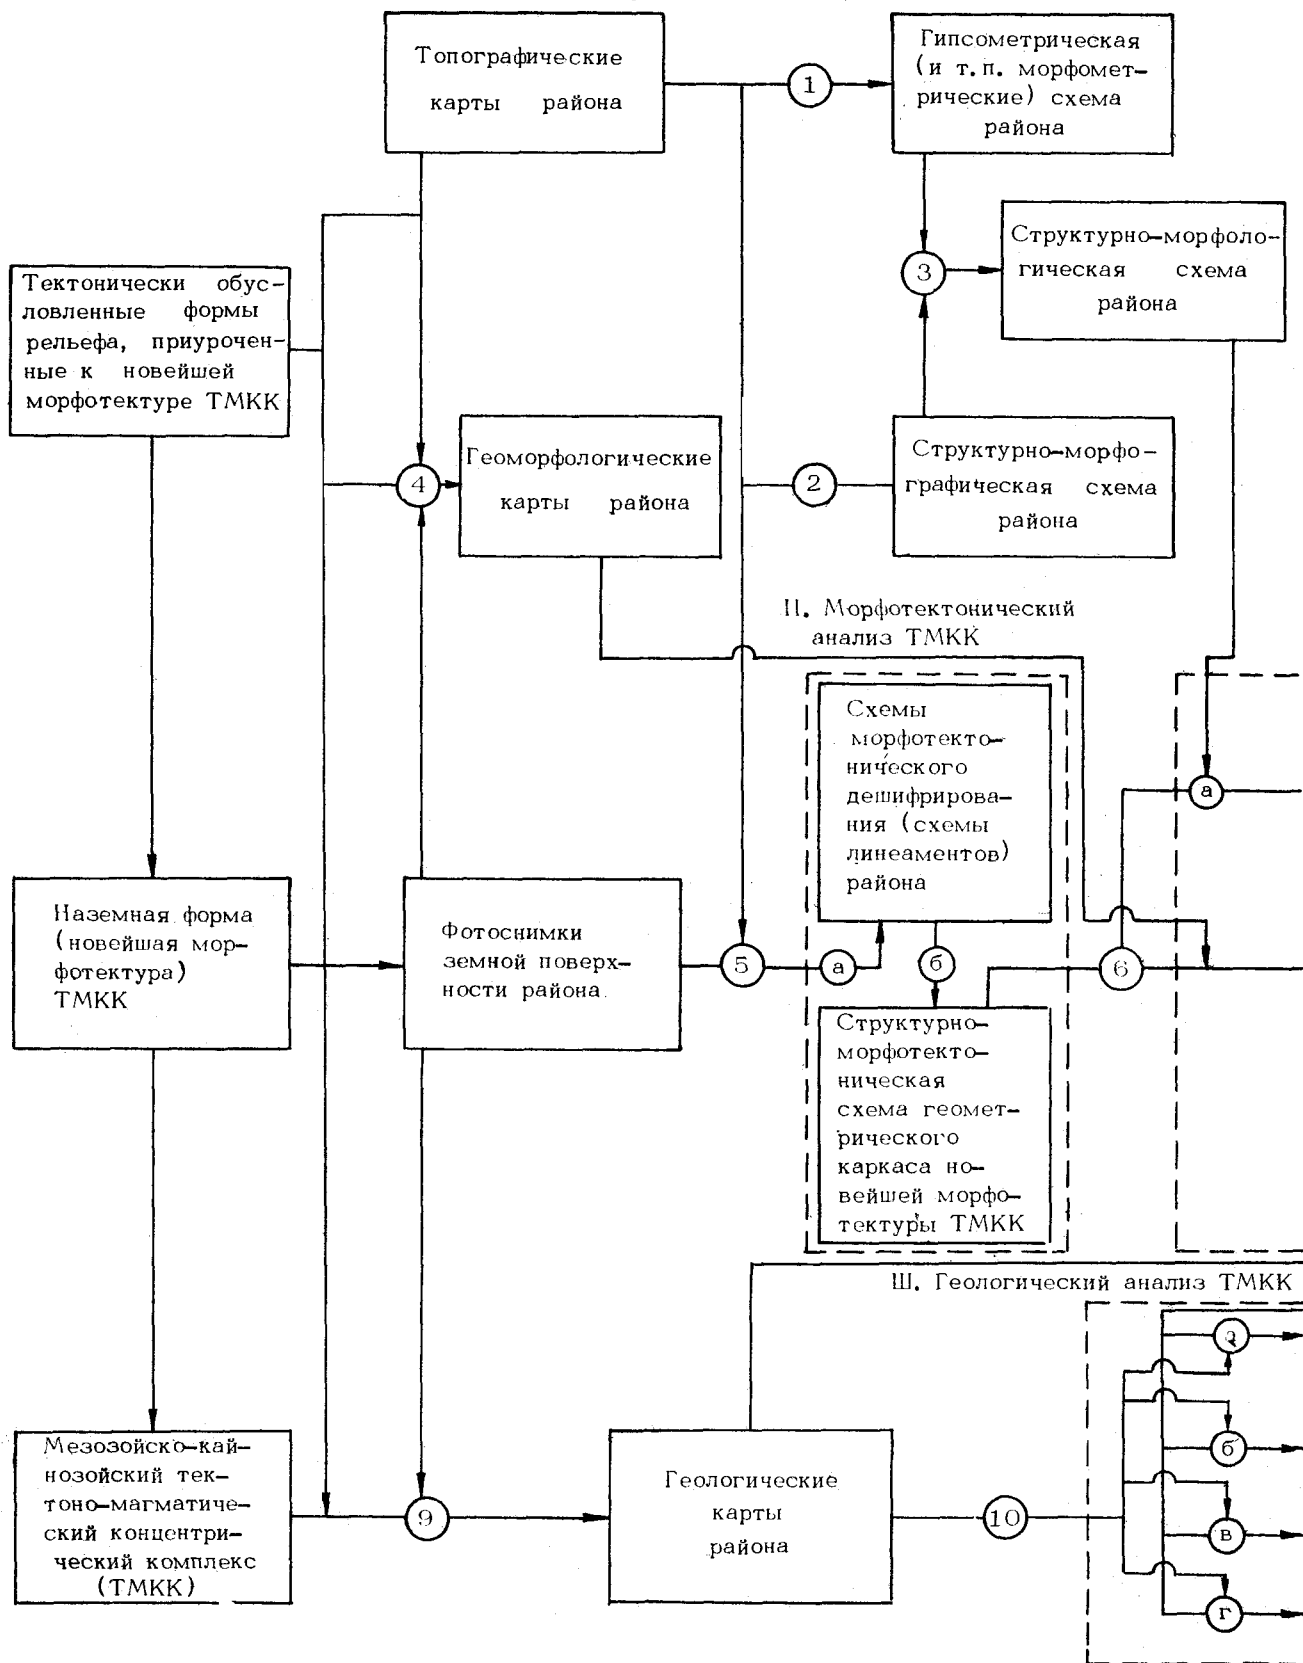 Топографические
карты района
1
Гипсометрическая
(и т.п. морфомет-
рические) схема
района
Структурно-морфоло-
гическая схема
района
3
Тектонически обус-
ловленные формы
рельефа, приурочен-
ные к новейшей
морфотектуре ТМКК
Геоморфологические
карты района
4
2
Структурно-морфо-
графическая схема
района
II. Морфотектонический
анализ ТМКК
Схемы
морфотекто-
нического
дешифрирова-
ния (схемы
линеаментов)
района
а
Наземная форма
(новейшая мор-
фотектура)
ТМКК
Фотоснимки
земной поверх-
ности района
5
а
б
6
Структурно-
морфотекто-
ническая
схема геомет-
рического
каркаса но-
вейшей морфо-
тектуры ТМКК
Ш. Геологический анализ ТМКК
а
б
в
г
Мезозойско-кай-
нозойский тек-
тоно-магматиче-
ский концентри-
ческий комплекс
(ТМКК)
9
Геологические
карты
района
10